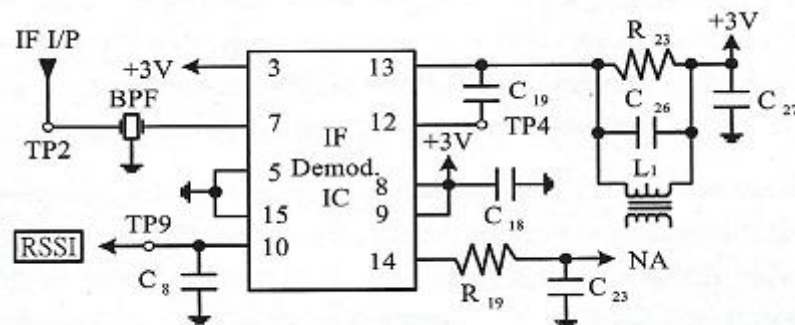 IF I/P
+3V
BPF
TP2
3
7
5
15
10
IF
Demod.
IC
13
12
8
9
14
C19
TP4
+3V
C18
R23
C26
L1
+3V
C27
TP9
RSSI
C8
R19
C23
NA